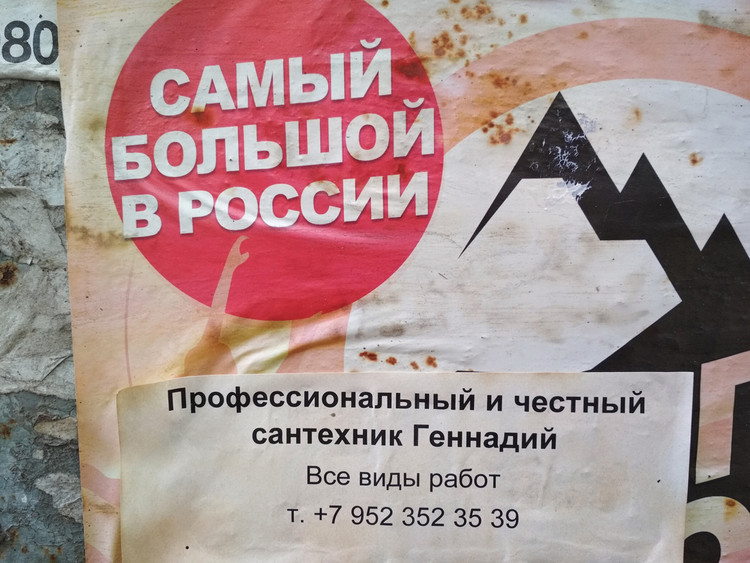 80
САМЫЙ
БОЛЬШОЙ
В РОССИИ
Профессиональный и честный
сантехник Геннадий
Все виды работ
т. +7 952 352 35 39